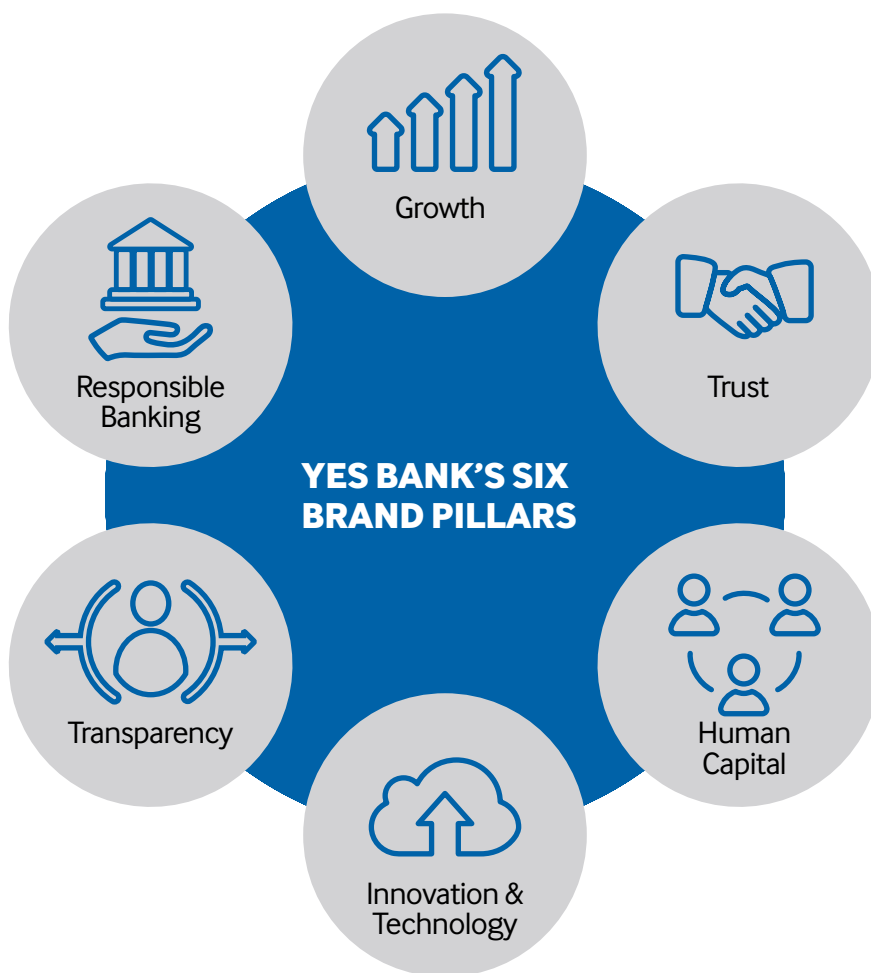 Growth
Responsible
Banking
Trust
YES BANK’S SIX
BRAND PILLARS
Transparency
Human
Capital
Innovation &
Technology